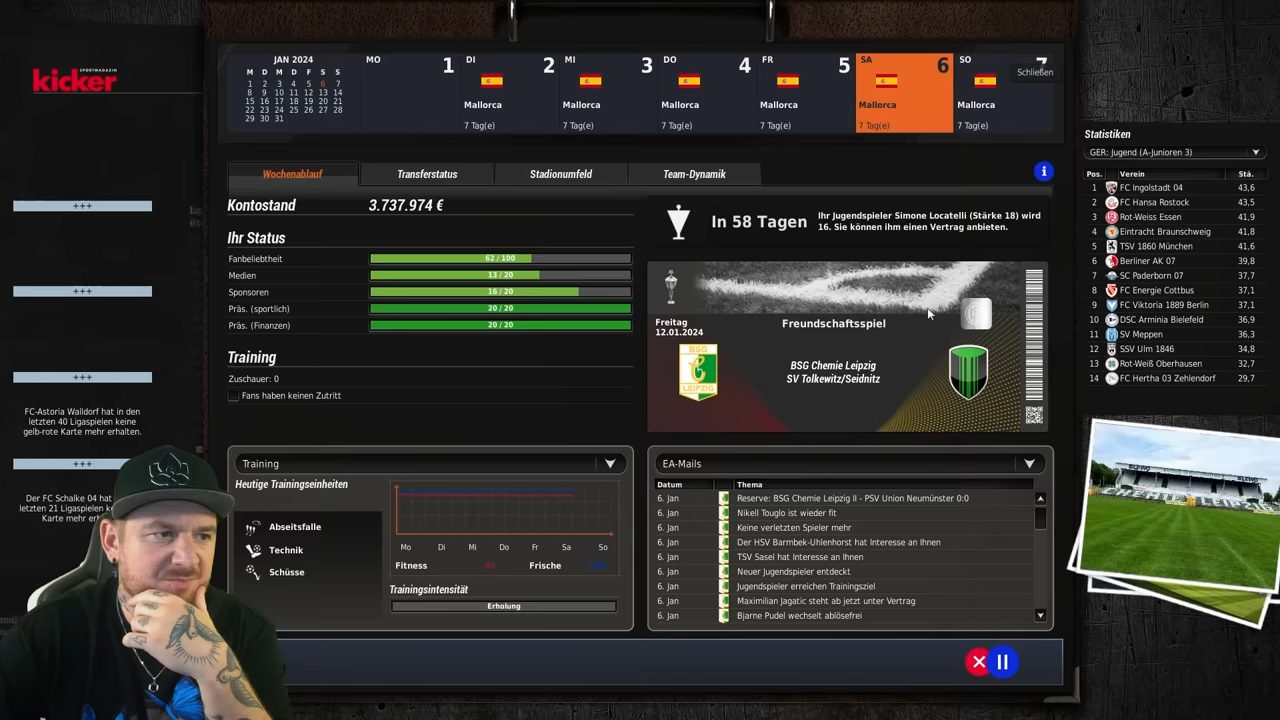 kicker
SPORTMAGAZIN
+++
+++
+++
FC-Astoria Walldorf hat in den
letzten 40 Ligaspielen keine
gelb-rote Karte mehr erhalten.
+++
Der FC Schalke 04 hat
letzten 21 Ligaspielen k
Karte mehr er
JAN 2024
M D M D F S S
1 2 3 4 5 6 7
8 9 10 11 12 13 14
15 16 17 18 19 20 21
22 23 24 25 26 27 28
29 30 31
MO 1
DI 2
Mallorca
7 Tag(e)
MI 3
Mallorca
7 Tag(e)
DO 4
Mallorca
7 Tag(e)
FR 5
Mallorca
7 Tag(e)
SA 6
Mallorca
7 Tag(e)
SO 7
Mallorca
7 Tag(e)
Schließen
Wochenablauf
Transferstatus
Stadionumfeld
Team-Dynamik
i
Kontostand 3.737.974 €
Ihr Status
Fanbeliebtheit 62 / 100
Medien 13 / 20
Sponsoren 16 / 20
Präs. (sportlich) 20 / 20
Präs. (Finanzen) 20 / 20
Training
Zuschauer: 0
Fans haben keinen Zutritt
In 58 Tagen
Ihr Jugendspieler Simone Locatelli (Stärke 18) wird
16. Sie können ihm einen Vertrag anbieten.
Freitag
12.01.2024
Freundschaftsspiel
BSG Chemie Leipzig
SV Tolkewitz/Seidnitz
BSG
LEIPZIG
Training
Heutige Trainingseinheiten
Abseitsfalle
Technik
Schüsse
Mo Di Mi Do Fr Sa So
Fitness
Frische
Trainingsintensität
Erholung
EA-Mails
Datum Thema
6. Jan Reserve: BSG Chemie Leipzig II - PSV Union Neumünster 0:0
6. Jan Nikell Touglo ist wieder fit
6. Jan Keine verletzten Spieler mehr
6. Jan Der HSV Barmbek-Uhlenhorst hat Interesse an Ihnen
6. Jan TSV Sasel hat Interesse an Ihnen
6. Jan Neuer Jugendspieler entdeckt
6. Jan Jugendspieler erreichen Trainingsziel
6. Jan Maximilian Jagatic steht ab jetzt unter Vertrag
6. Jan Bjarne Pudel wechselt ablösefrei
Statistiken
GER: Jugend (A-Junioren 3)
Pos. Verein Stä.
1 FC Ingolstadt 04 43,6
2 FC Hansa Rostock 43,5
3 Rot-Weiss Essen 41,9
4 Eintracht Braunschweig 41,8
5 TSV 1860 München 41,6
6 Berliner AK 07 39,8
7 SC Paderborn 07 37,7
8 FC Energie Cottbus 37,1
9 FC Viktoria 1889 Berlin 37,1
10 DSC Arminia Bielefeld 36,9
11 SV Meppen 36,3
12 SSV Ulm 1846 34,8
13 Rot-Weiß Oberhausen 32,7
14 FC Hertha 03 Zehlendorf 29,7